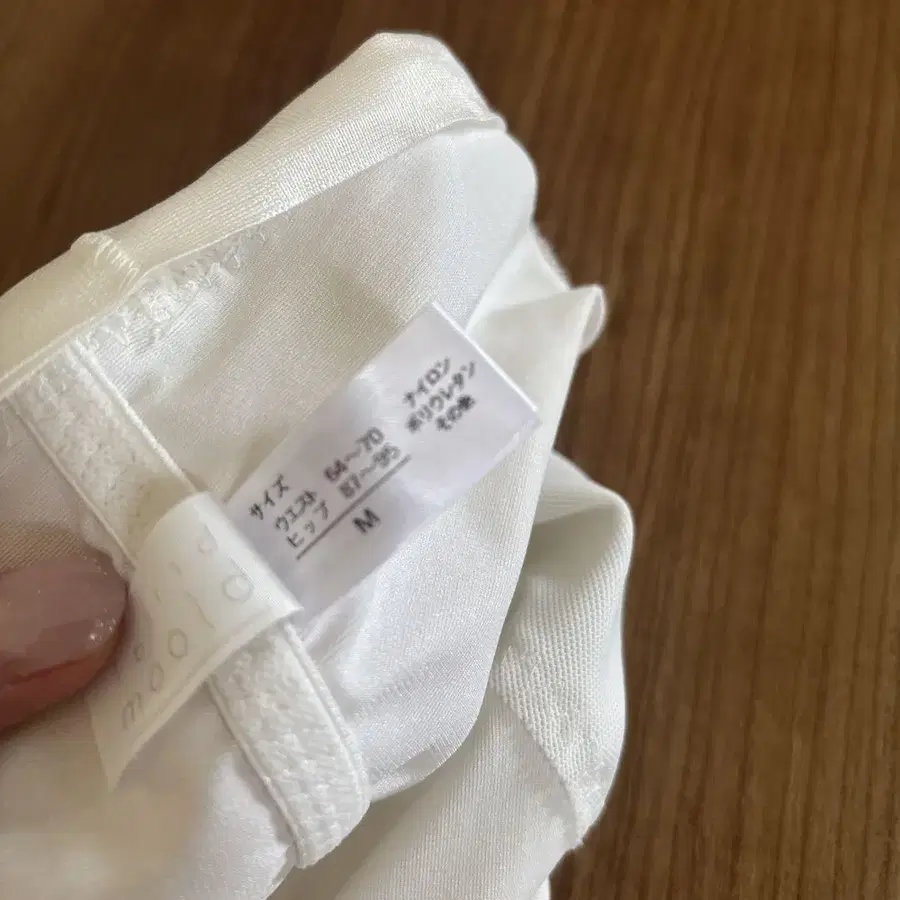 サイズ
ウエスト 64～70
ヒップ 87～95
M
ナイロン
ポリウレタン
その他